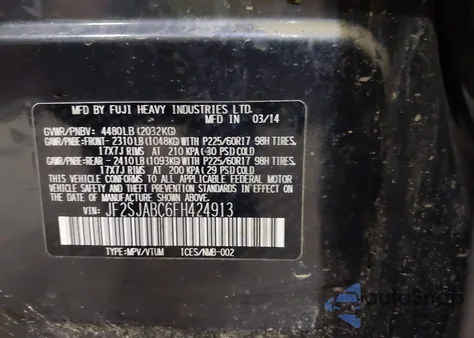 MFD BY FUJI HEAVY INDUSTRIES LTD.
MFD IN 03/14
GVWR/PNBV: 4480LB (2032KG)
GAWR/PNBE:FRONT- 2310LB(1048KG)WITH P225/60R17 98H TIRES,
17X7J RIMS AT 210 KPA (30 PSI) COLD
GAWR/PNBE:REAR - 2410LB(1093KG)WITH P225/60R17 98H TIRES,
17X7J RIMS AT 200 KPA (29 PSI) COLD
THIS VEHICLE CONFORMS TO ALL APPLICABLE
FEDERAL MOTOR VEHICLE SAFETY AND
THEFT PREVENTION STANDARDS IN EFFECT ON THE DATE OF
MANUFACTURE SHOWN ABOVE.
VIN: JF2SJABC6FH424913
TYPE:MPV/VTUM ICES/NMB-002
AutoSnap